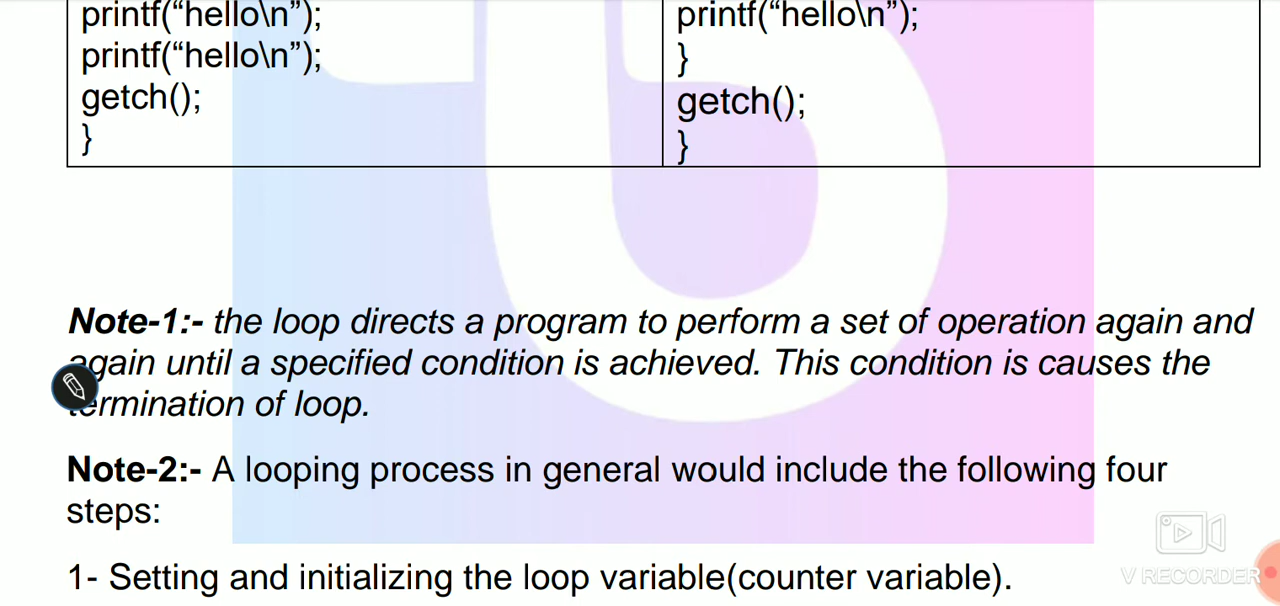 printf(“hello\n”);
printf(“hello\n”);
getch();
}
printf(“hello\n”);
}
getch();
}
Note-1:- the loop directs a program to perform a set of operation again and
again until a specified condition is achieved. This condition is causes the
termination of loop.
Note-2:- A looping process in general would include the following four
steps:
1- Setting and initializing the loop variable(counter variable).
V RECORDER